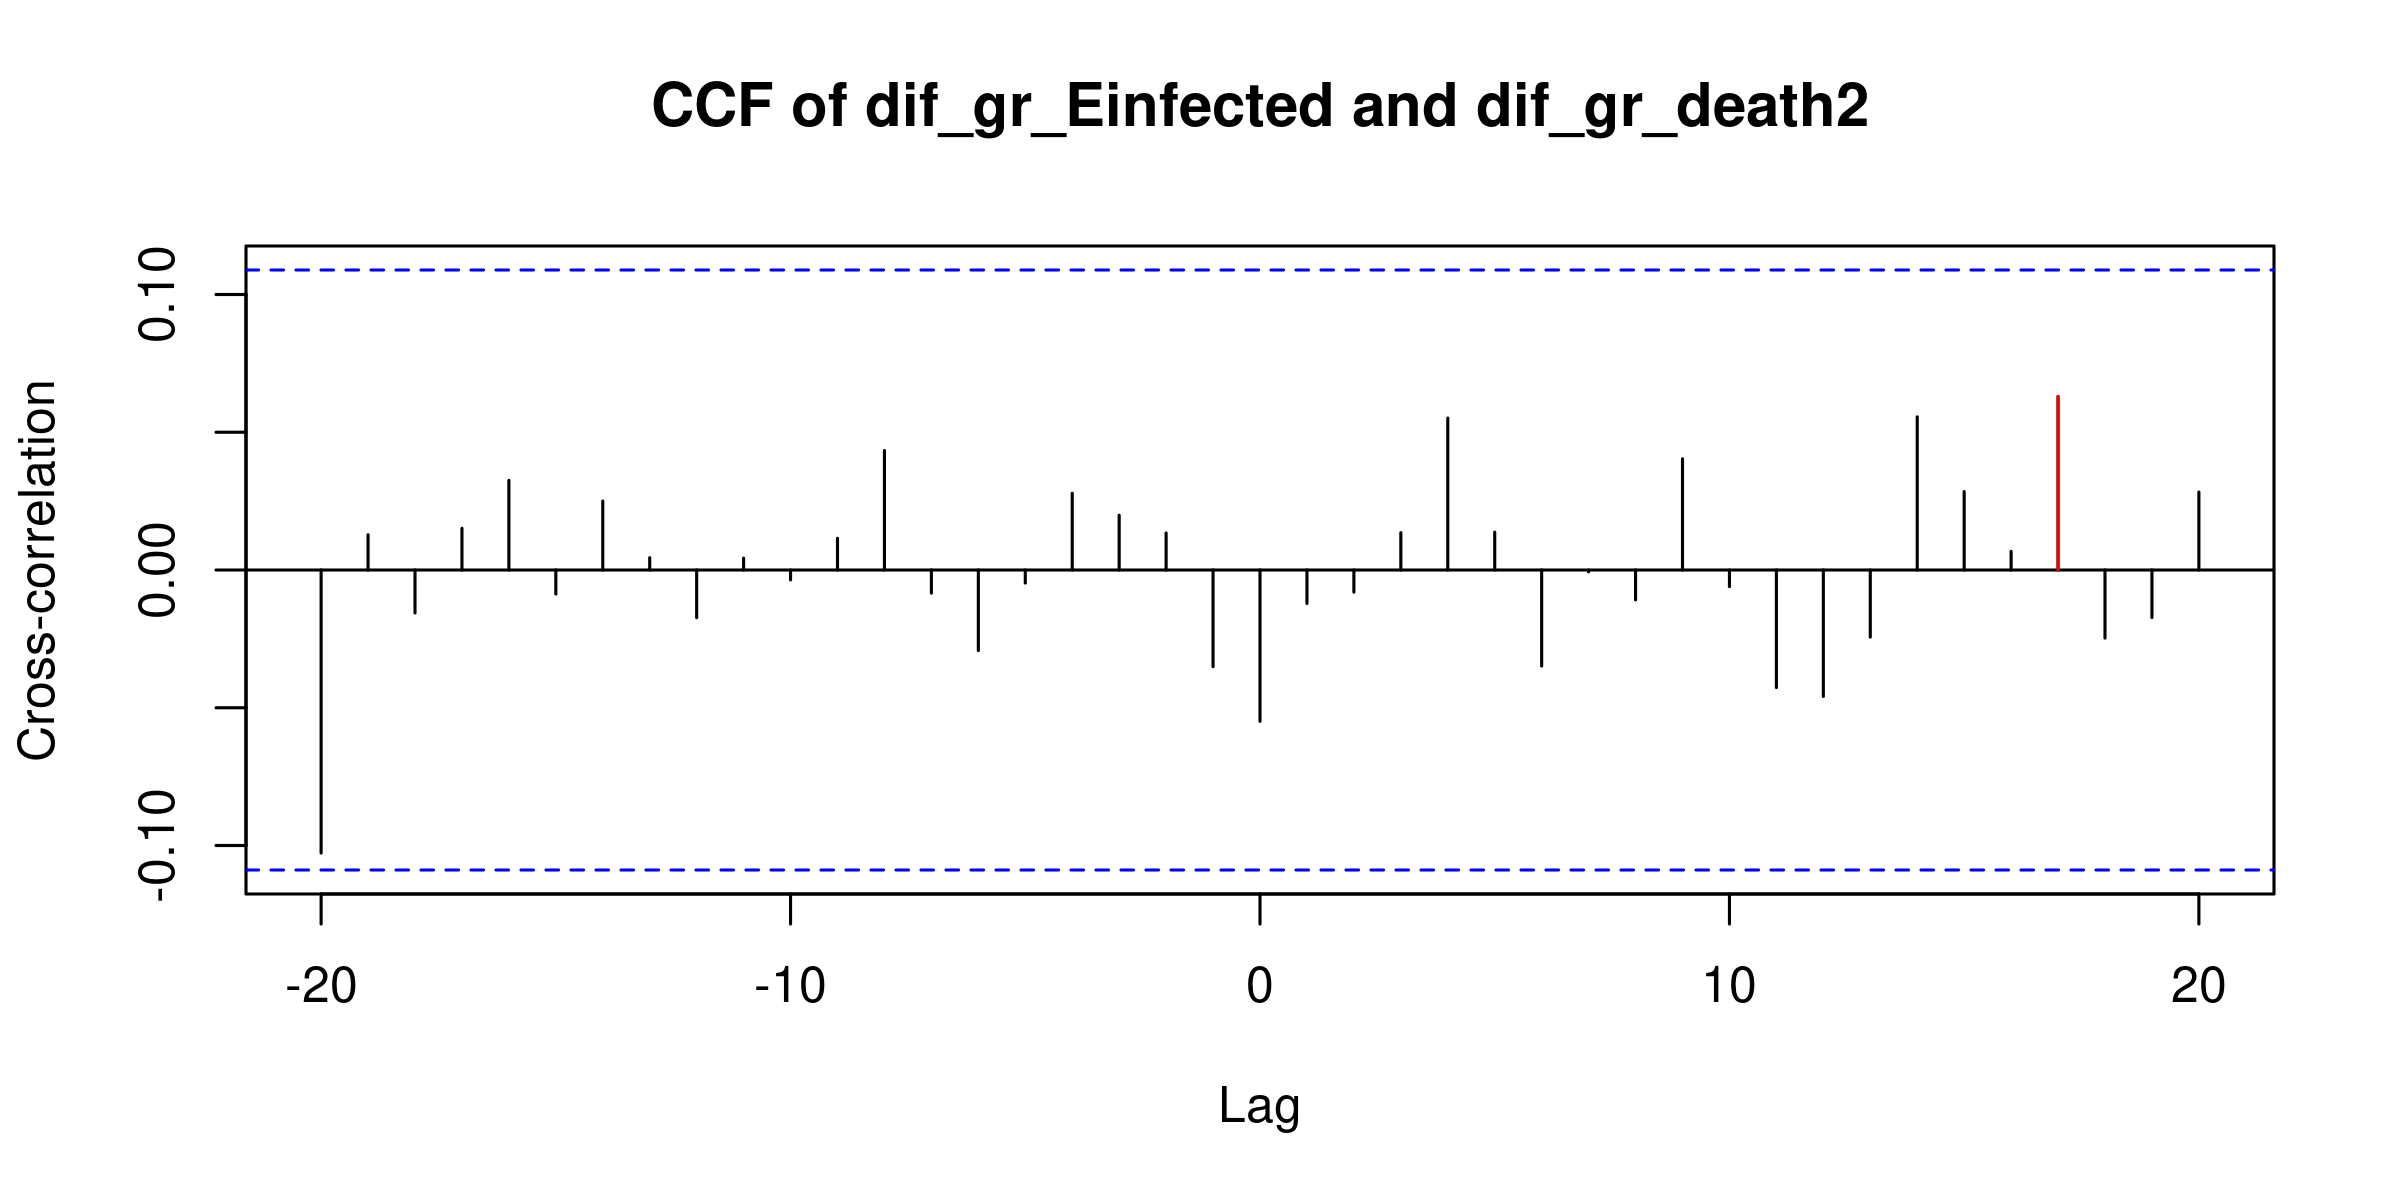 CCF of dif_gr_Einfected and dif_gr_death2
Cross-correlation
0.10
0.00
-0.10
-20 -10 0 10 20
Lag